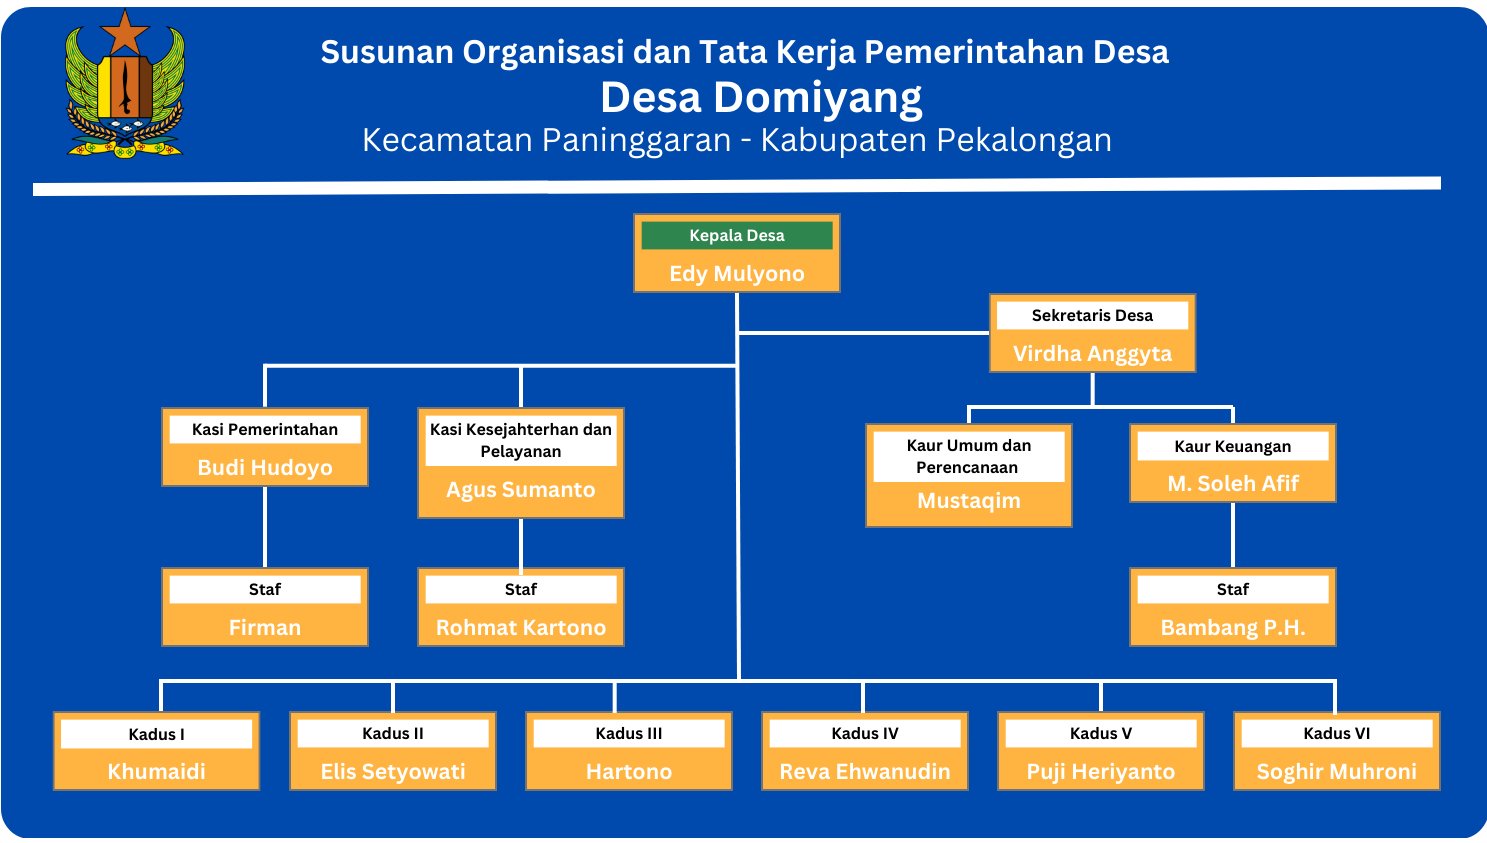 Susunan Organisasi dan Tata Kerja Pemerintahan Desa
Desa Domiyang
Kecamatan Paninggaran - Kabupaten Pekalongan
Kepala Desa
Edy Mulyono
Sekretaris Desa
Virdha Anggyta
Kasi Pemerintahan
Budi Hudoyo
Kasi Kesejahterhan dan
Pelayanan
Agus Sumanto
Kaur Umum dan
Perencanaan
Mustaqim
Kaur Keuangan
M. Soleh Afif
Staf
Firman
Staf
Rohmat Kartono
Staf
Bambang P.H.
Kadus I
Khumaidi
Kadus II
Elis Setyowati
Kadus III
Hartono
Kadus IV
Reva Ehwanudin
Kadus V
Puji Heriyanto
Kadus VI
Soghir Muhroni